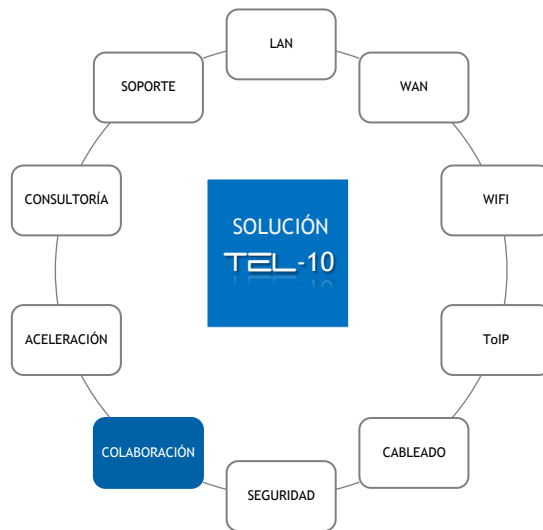 LAN
WAN
WIFI
ToIP
CABLEADO
SEGURIDAD
COLABORACIÓN
ACELERACIÓN
CONSULTORÍA
SOPORTE
SOLUCIÓN
TEL-10